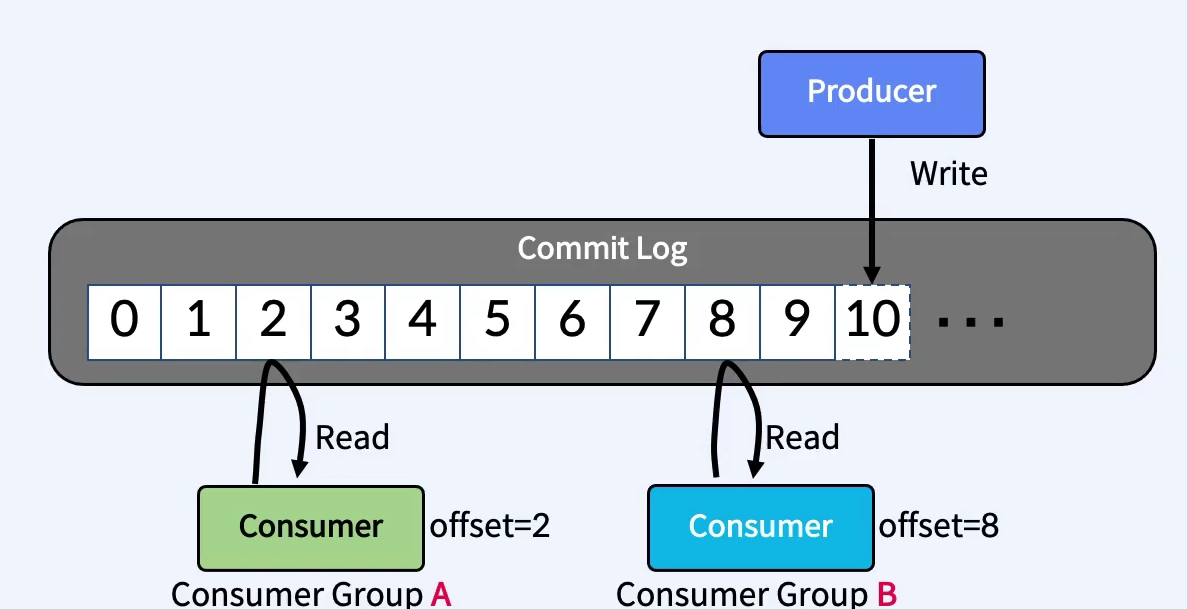 Producer
Write
Commit Log
0 1 2 3 4 5 6 7 8 9 10 ...
Read
Read
Consumer offset=2
Consumer offset=8
Consumer Group A
Consumer Group B